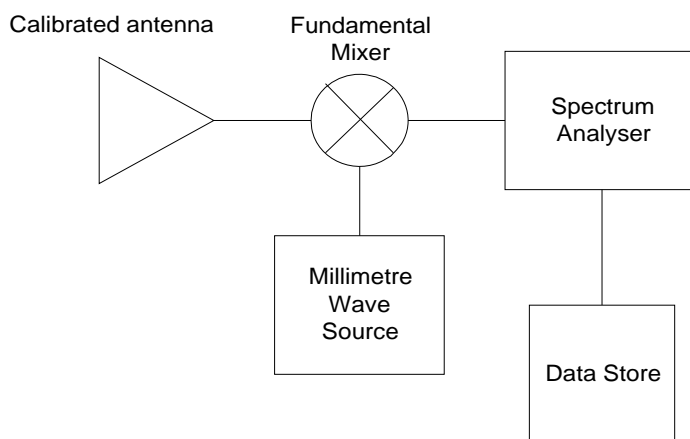 Calibrated antenna
Fundamental
Mixer
Spectrum
Analyser
Millimetre
Wave
Source
Data Store